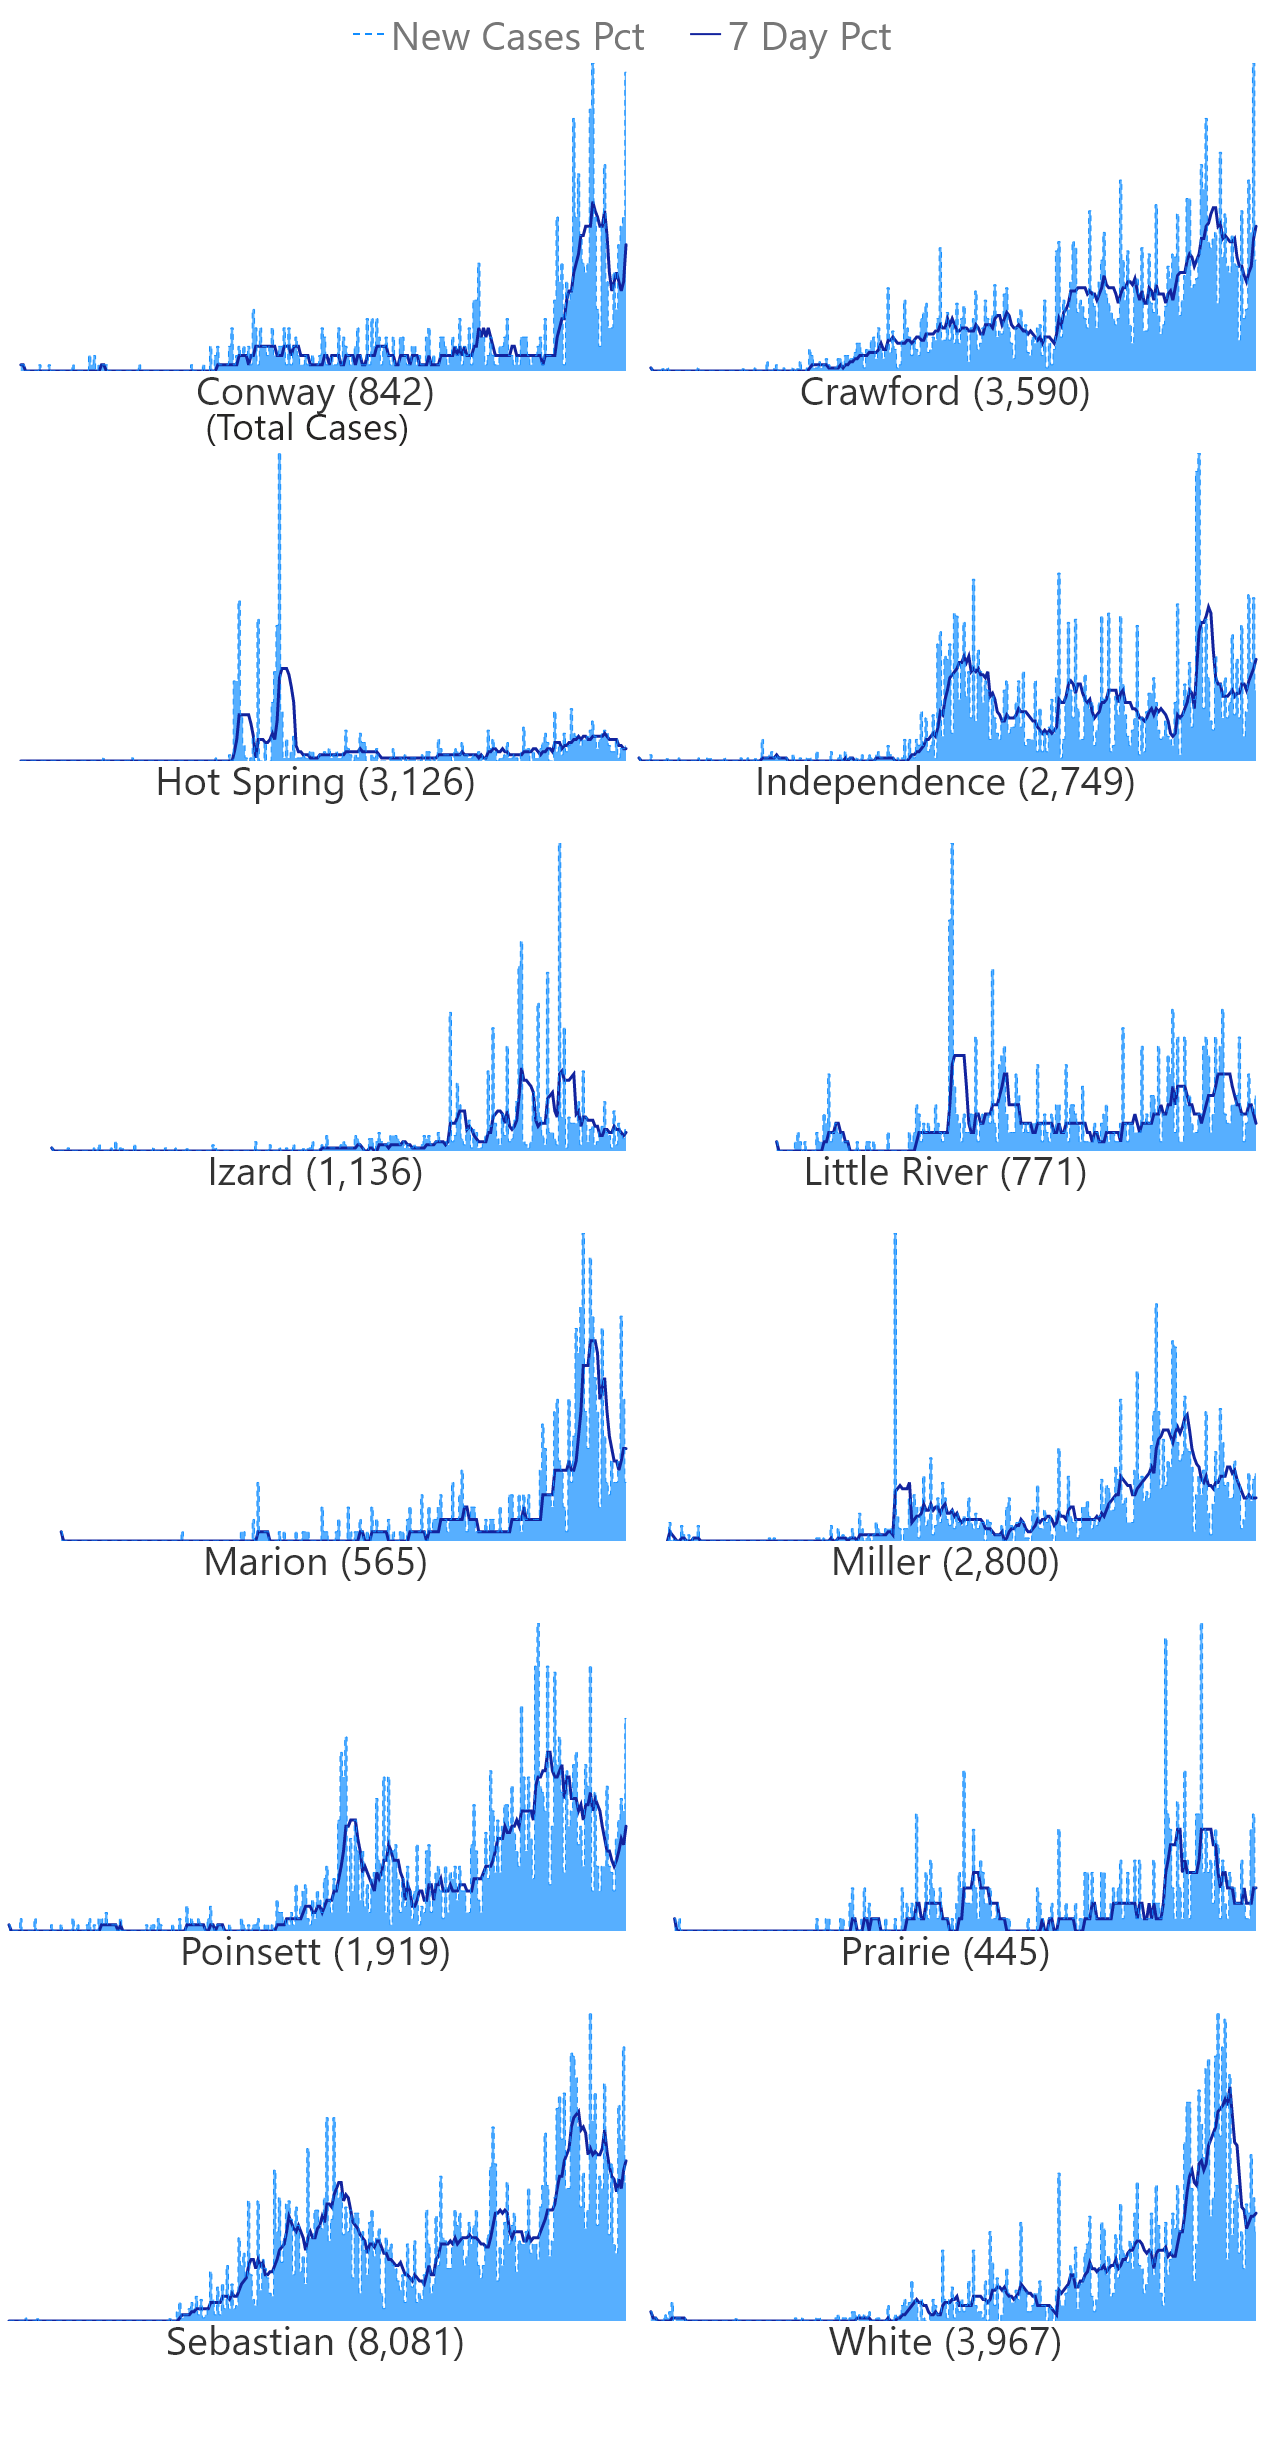 New Cases Pct 7 Day Pct
Conway (842) Crawford (3,590)
(Total Cases)
Hot Spring (3,126) Independence (2,749)
Izard (1,136) Little River (771)
Marion (565) Miller (2,800)
Poinsett (1,919) Prairie (445)
Sebastian (8,081) White (3,967)